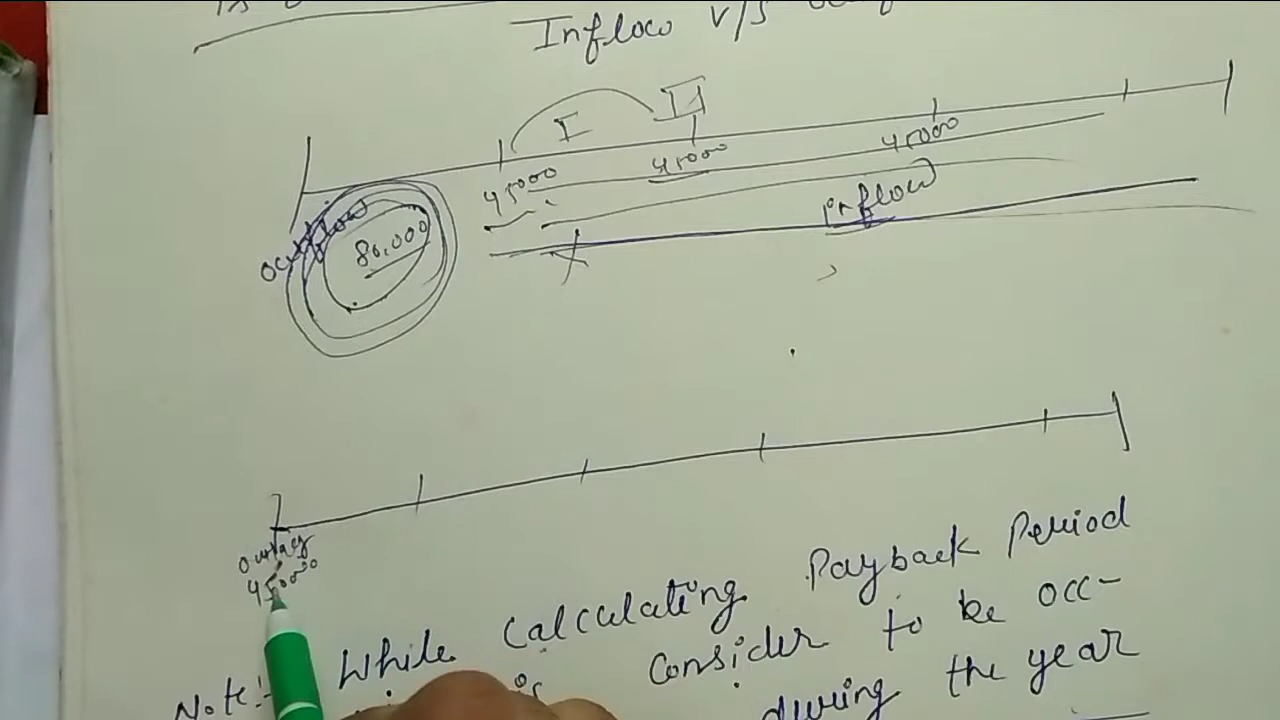 Inflow v/s
I II
45000 45000 45000
outflow 80,000 inflow
outlay
45000
Note:- While calculating Payback Period
is consider to be occ-
during the year